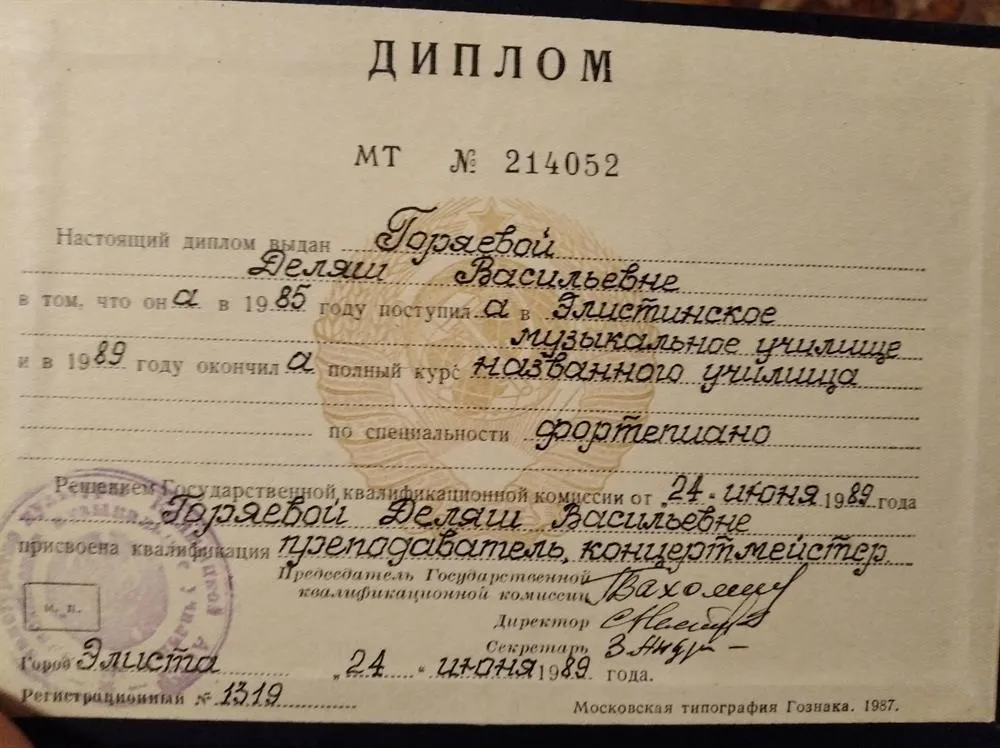 ДИПЛОМ
МТ № 214052
Настоящий диплом выдан Горяевой
Деляш Васильевне
в том, что она в 1985 году поступила в Элистинское
музыкальное училище
и в 1989 году окончила полный курс названного училища
по специальности фортепиано
Решением Государственной квалификационной комиссии от 24 июня 1989 года
Горяевой Деляш Васильевне
присвоена квалификация преподаватель, концертмейстер.
Председатель Государственной
квалификационной комиссии
Директор
Секретарь
м. п.
Город Элиста „24" июня 1989 года.
Регистрационный № 1319
Московская типография Гознака. 1987.